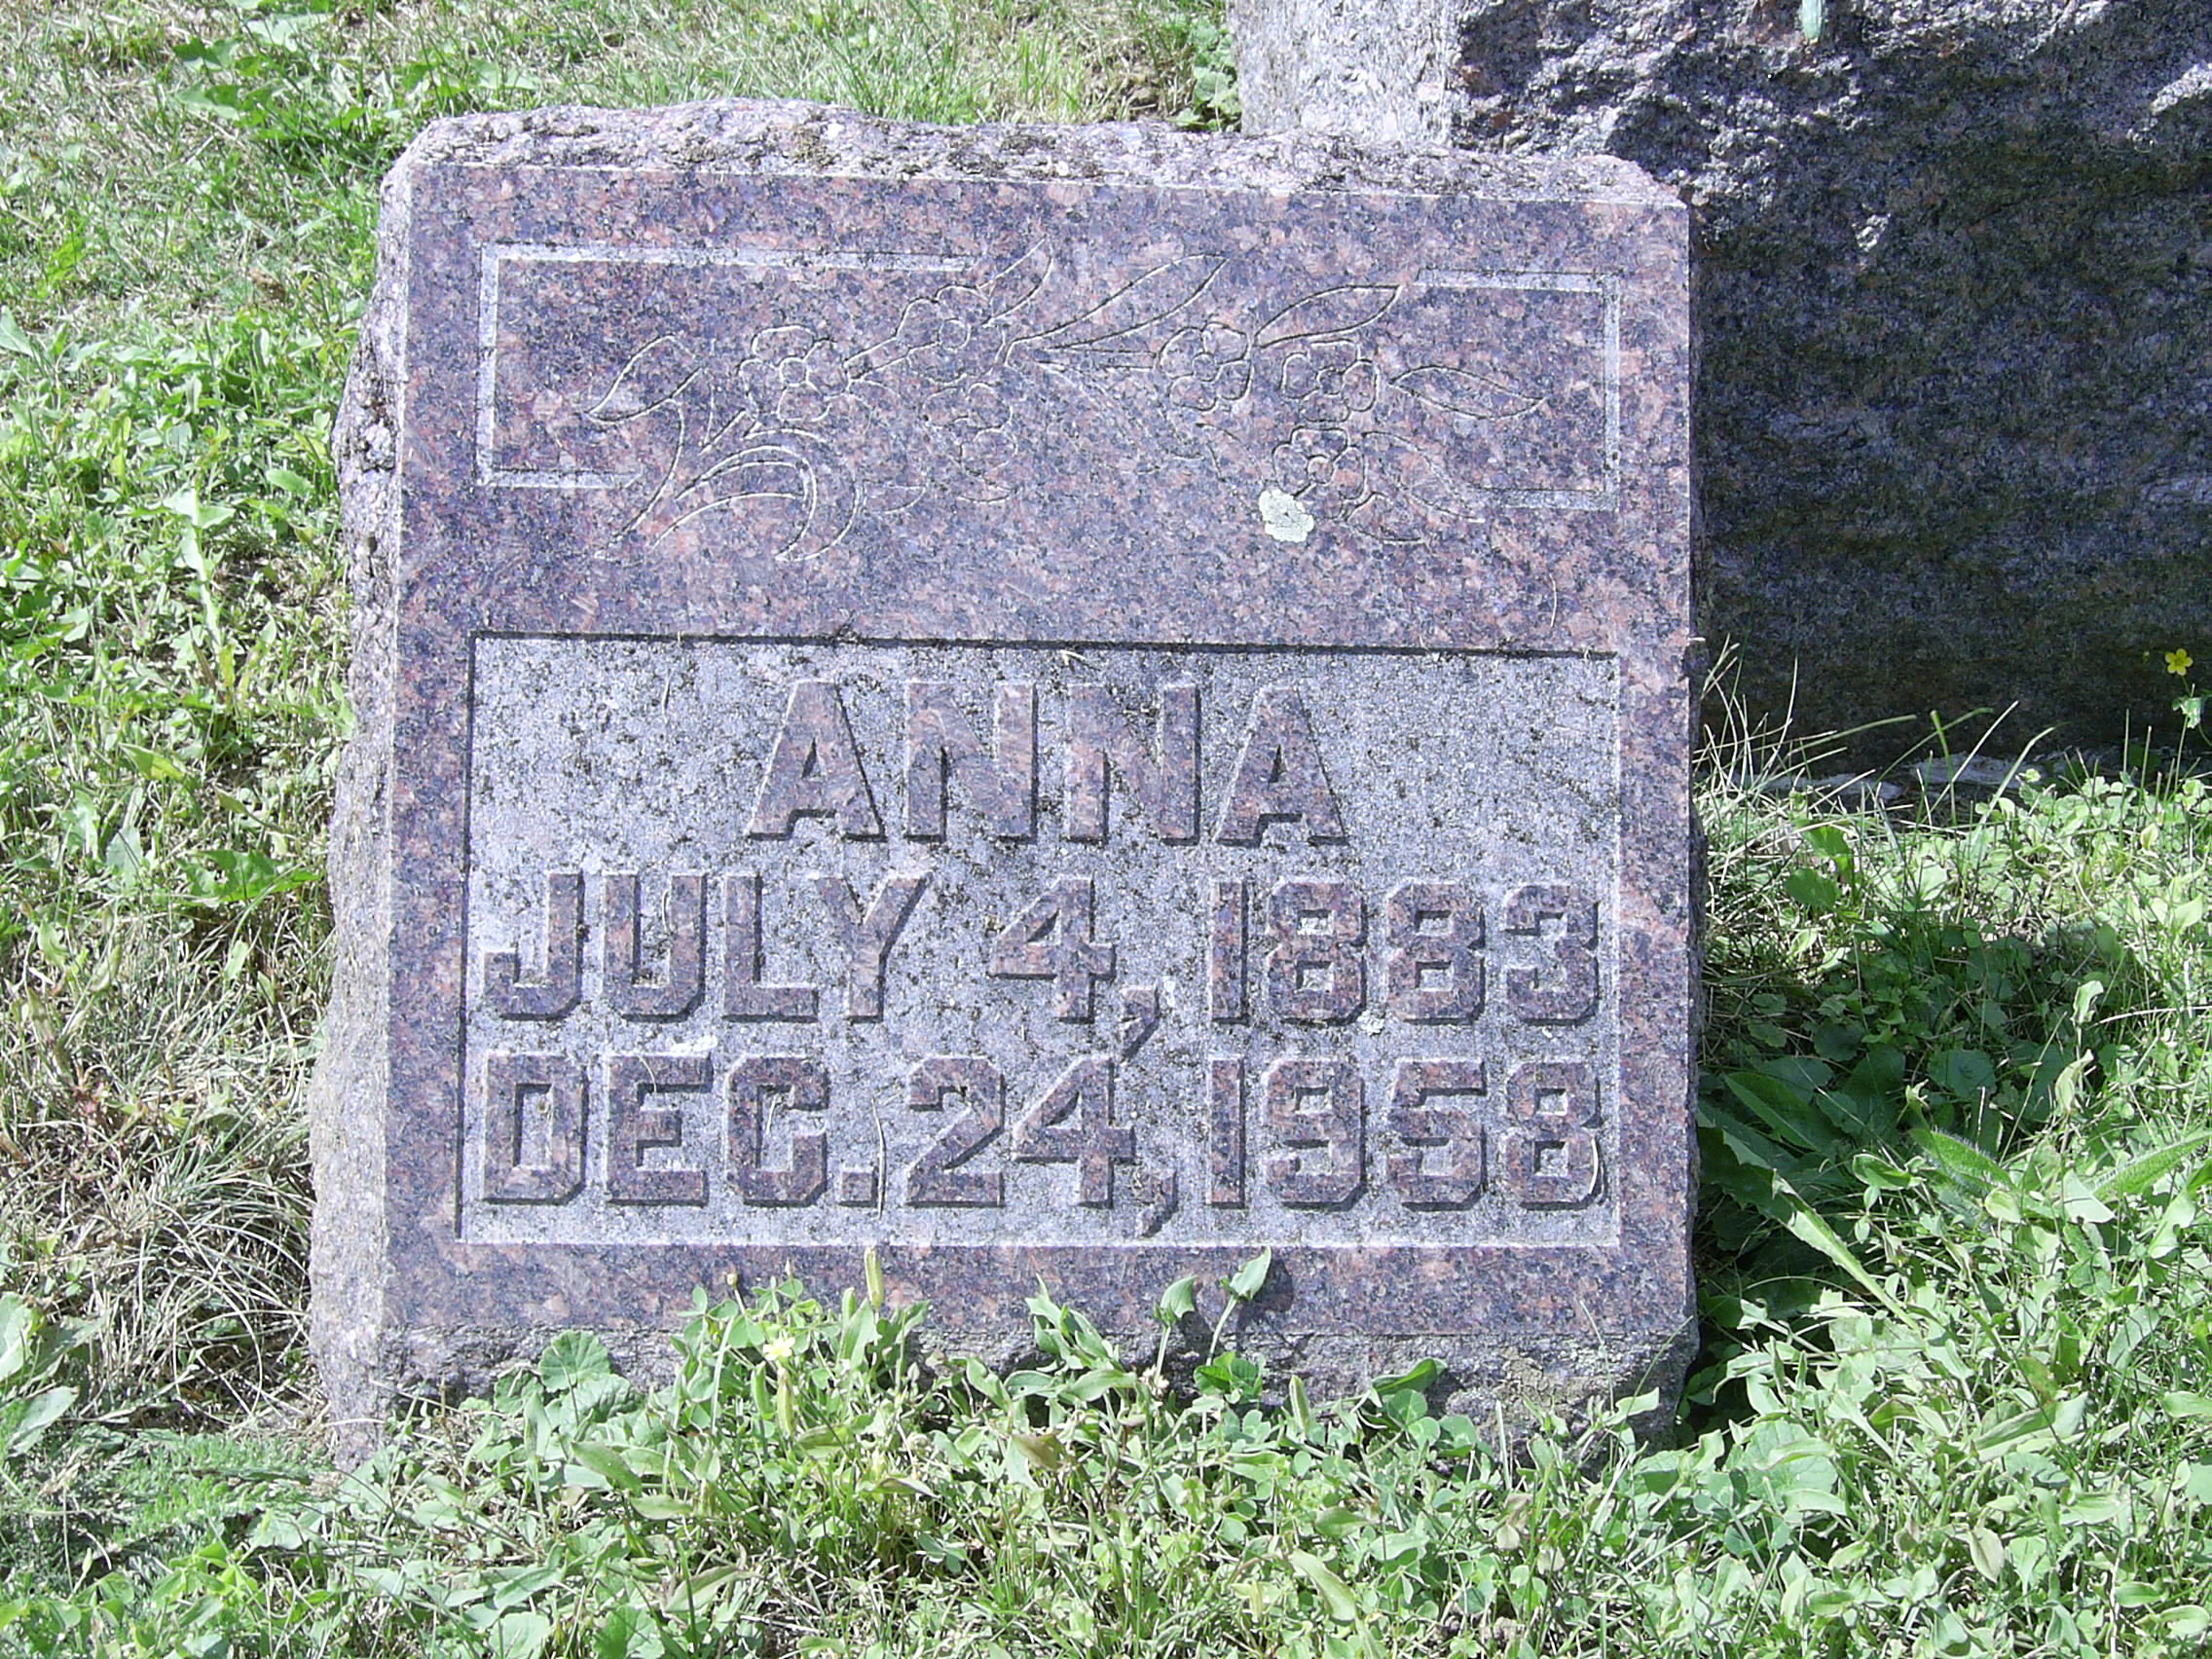 ANNA
JULY 4, 1883
DEC. 24, 1958